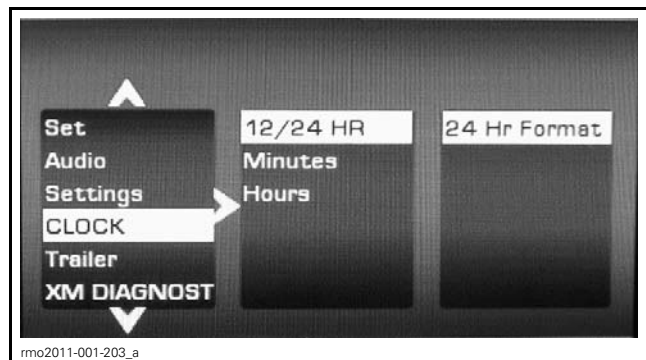 Set
Audio
Settings
CLOCK
Trailer
XM DIAGNOST
12/24 HR
Minutes
Hours
24 Hr Format
rmo2011-001-203_a